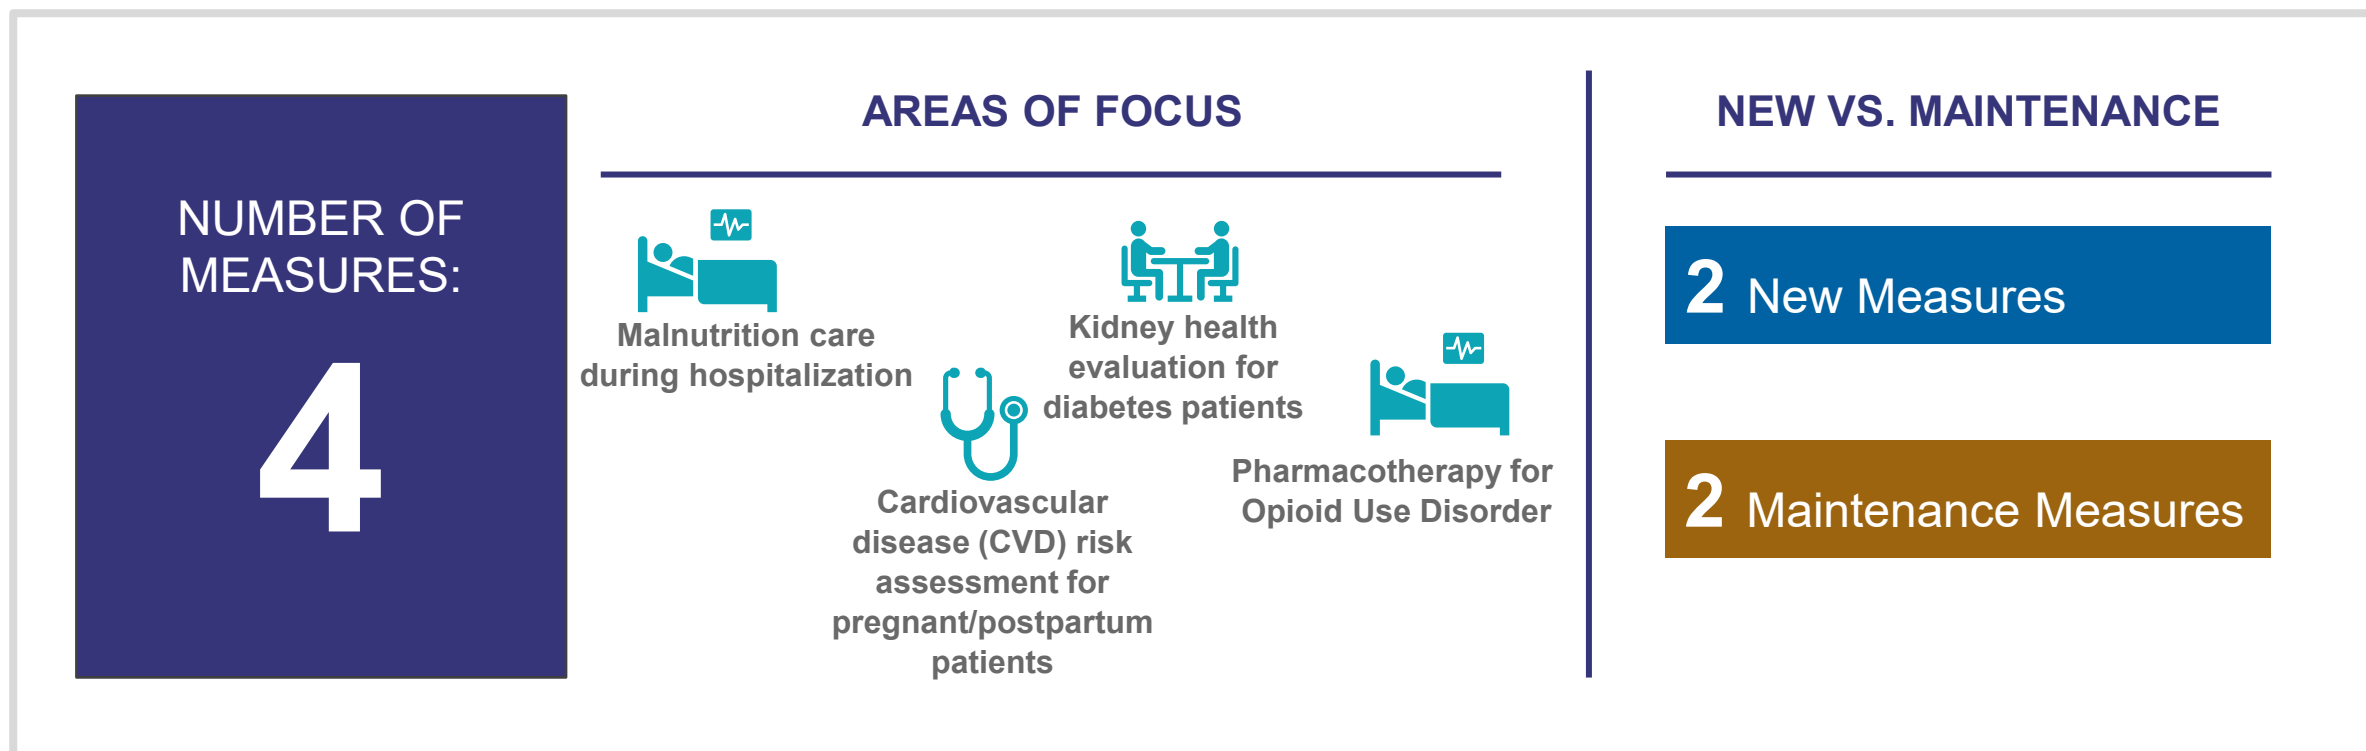 NUMBER OF
MEASURES:
4
AREAS OF FOCUS
Malnutrition care
during hospitalization
Cardiovascular
disease (CVD) risk
assessment for
pregnant/postpartum
patients
Kidney health
evaluation for
diabetes patients
Pharmacotherapy for
Opioid Use Disorder
NEW VS. MAINTENANCE
2 New Measures
2 Maintenance Measures